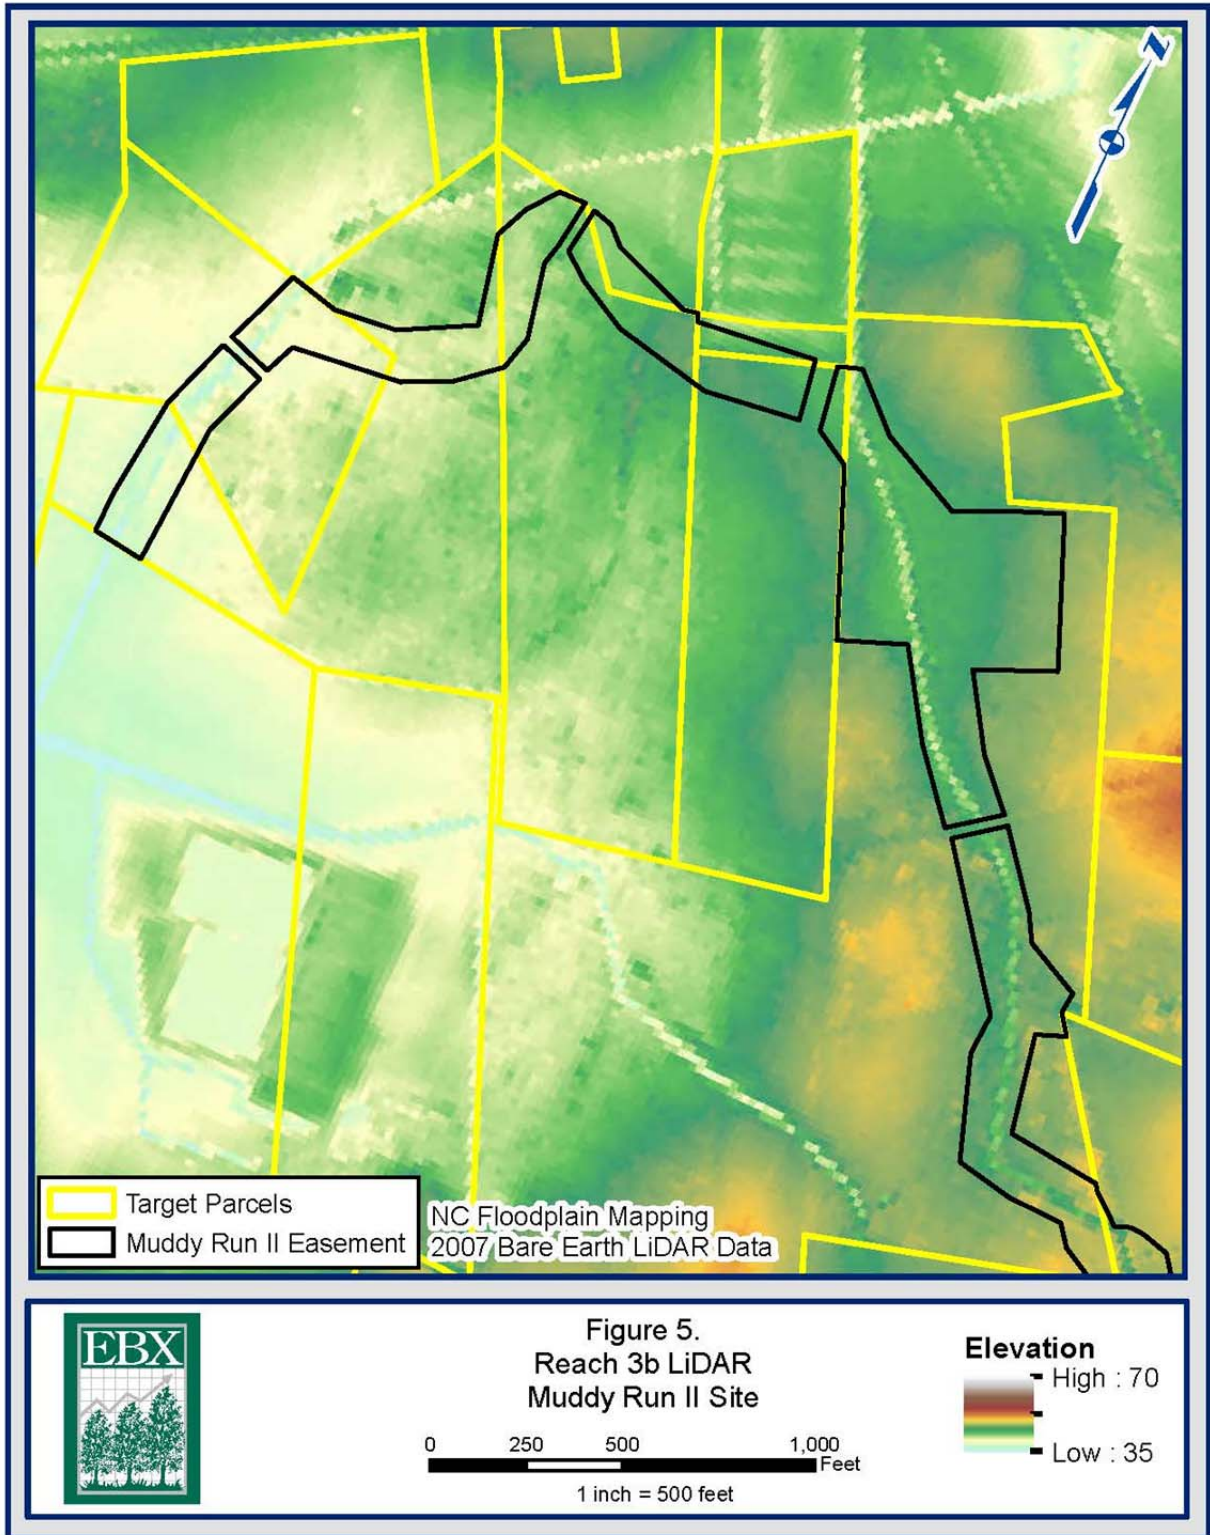 N
Target Parcels
Muddy Run II Easement
NC Floodplain Mapping
2007 Bare Earth LiDAR Data
EBX
Figure 5.
Reach 3b LiDAR
Muddy Run II Site
0 250 500 1,000
Feet
1 inch = 500 feet
Elevation
High : 70
Low : 35